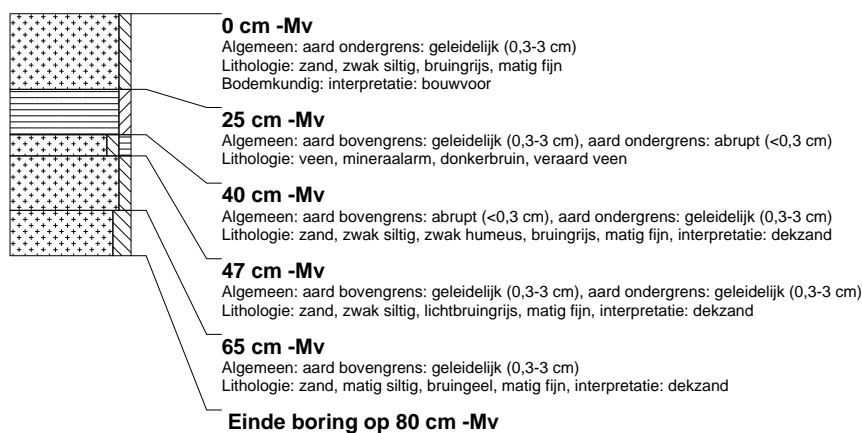 0 cm -Mv
Algemeen: aard ondergrens: geleidelijk (0,3-3 cm)
Lithologie: zand, zwak siltig, bruingrijs, matig fijn
Bodemkundig: interpretatie: bouwvoor
25 cm -Mv
Algemeen: aard bovengrens: geleidelijk (0,3-3 cm), aard ondergrens: abrupt (<0,3 cm)
Lithologie: veen, mineraalarm, donkerbruin, veraard veen
40 cm -Mv
Algemeen: aard bovengrens: abrupt (<0,3 cm), aard ondergrens: geleidelijk (0,3-3 cm)
Lithologie: zand, zwak siltig, zwak humeus, bruingrijs, matig fijn, interpretatie: dekzand
47 cm -Mv
Algemeen: aard bovengrens: geleidelijk (0,3-3 cm), aard ondergrens: geleidelijk (0,3-3 cm)
Lithologie: zand, zwak siltig, lichtbruingrijs, matig fijn, interpretatie: dekzand
65 cm -Mv
Algemeen: aard bovengrens: geleidelijk (0,3-3 cm)
Lithologie: zand, matig siltig, bruingeel, matig fijn, interpretatie: dekzand
Einde boring op 80 cm -Mv